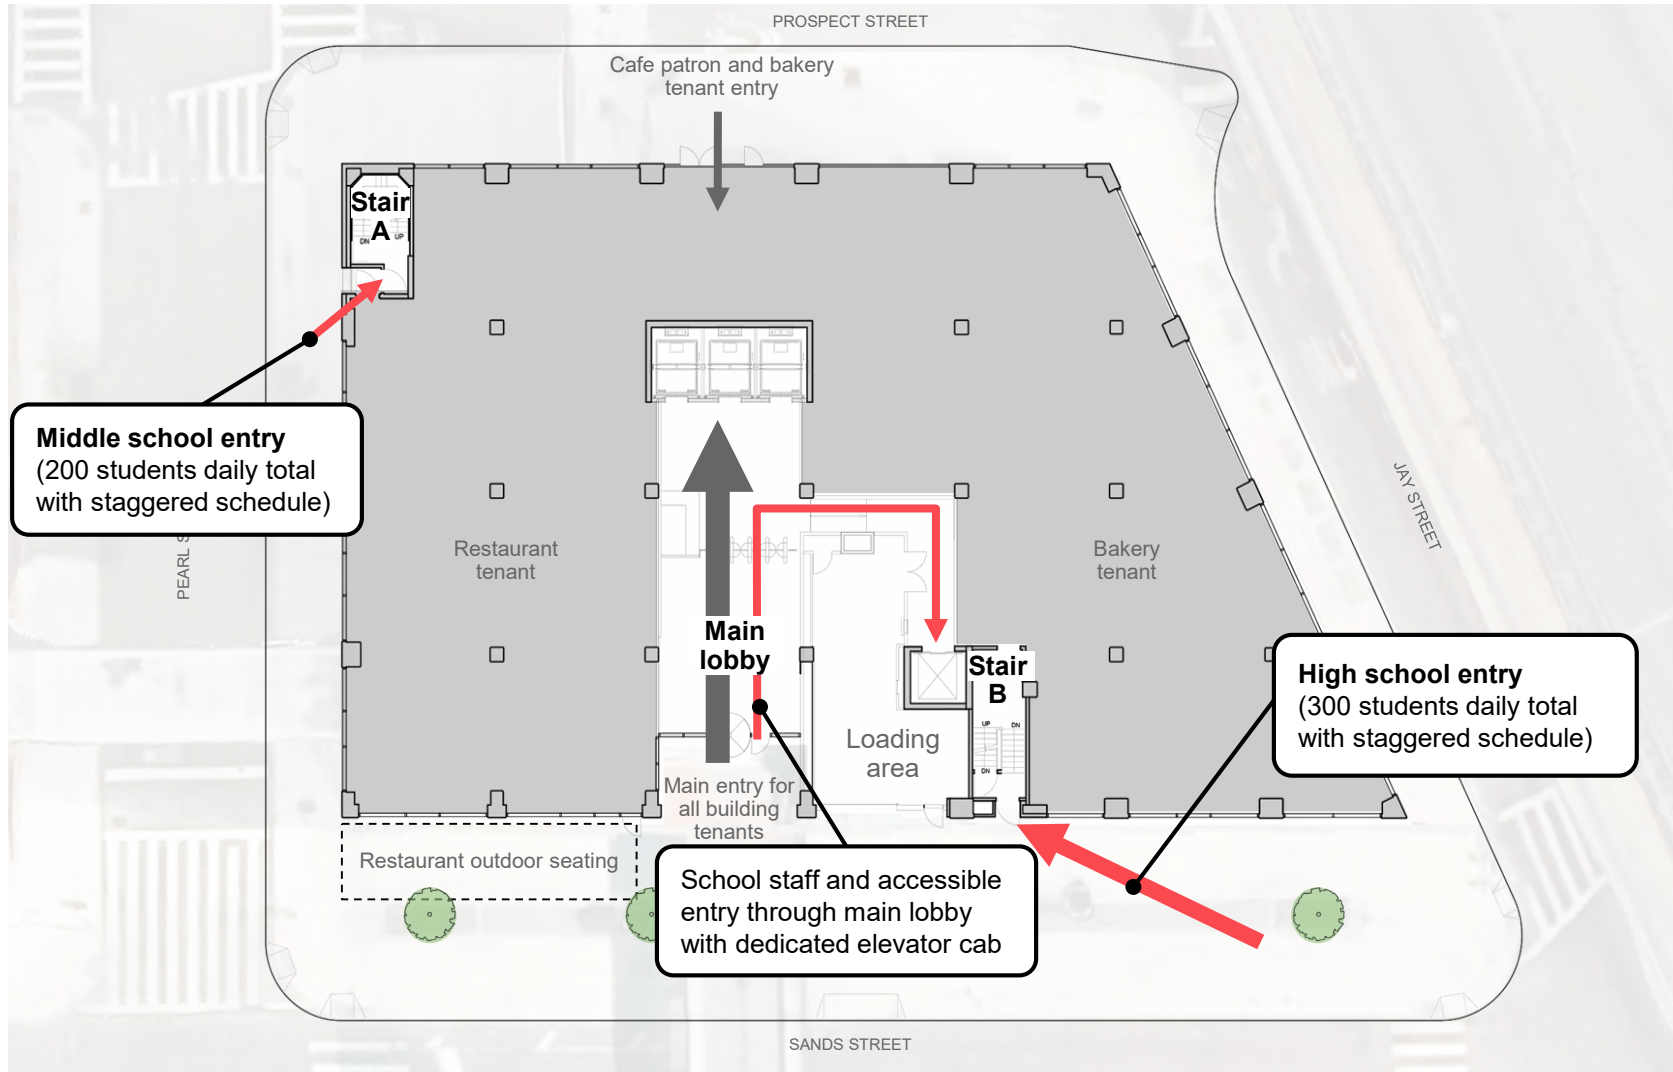 PROSPECT STREET
Cafe patron and bakery
tenant entry
Stair
A
DN
UP
Middle school entry
(200 students daily total
with staggered schedule)
PEARL S
JAY STREET
Restaurant
tenant
Bakery
tenant
Main
lobby
Stair
B
UP
DN
DN
High school entry
(300 students daily total
with staggered schedule)
Loading
area
Main entry for
all building
tenants
Restaurant outdoor seating
School staff and accessible
entry through main lobby
with dedicated elevator cab
SANDS STREET